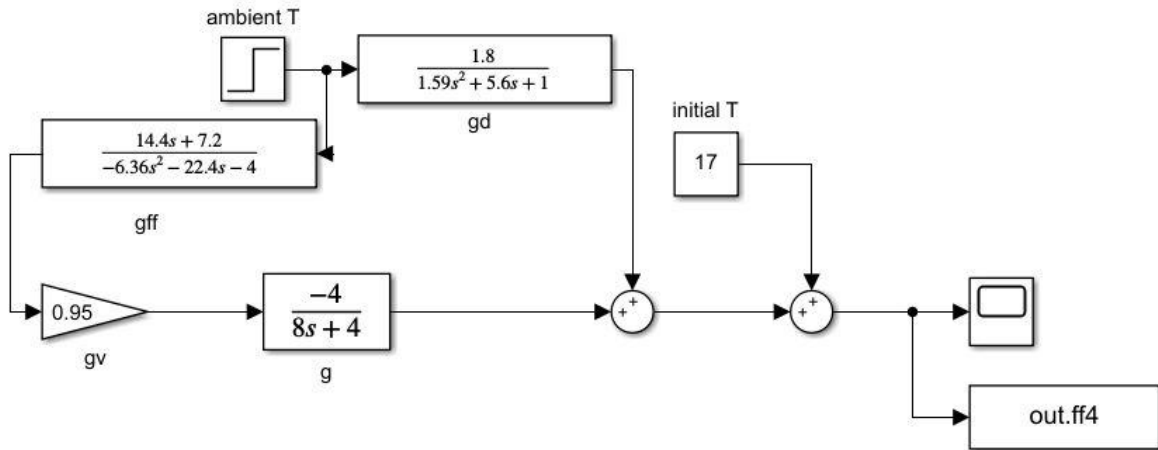 ambient T
1.8
1.59s² + 5.6s + 1
gd
initial T
17
14.4s + 7.2
−6.36s² − 22.4s − 4
gff
0.95
gv
−4
8s + 4
g
+ +
+ +
out.ff4